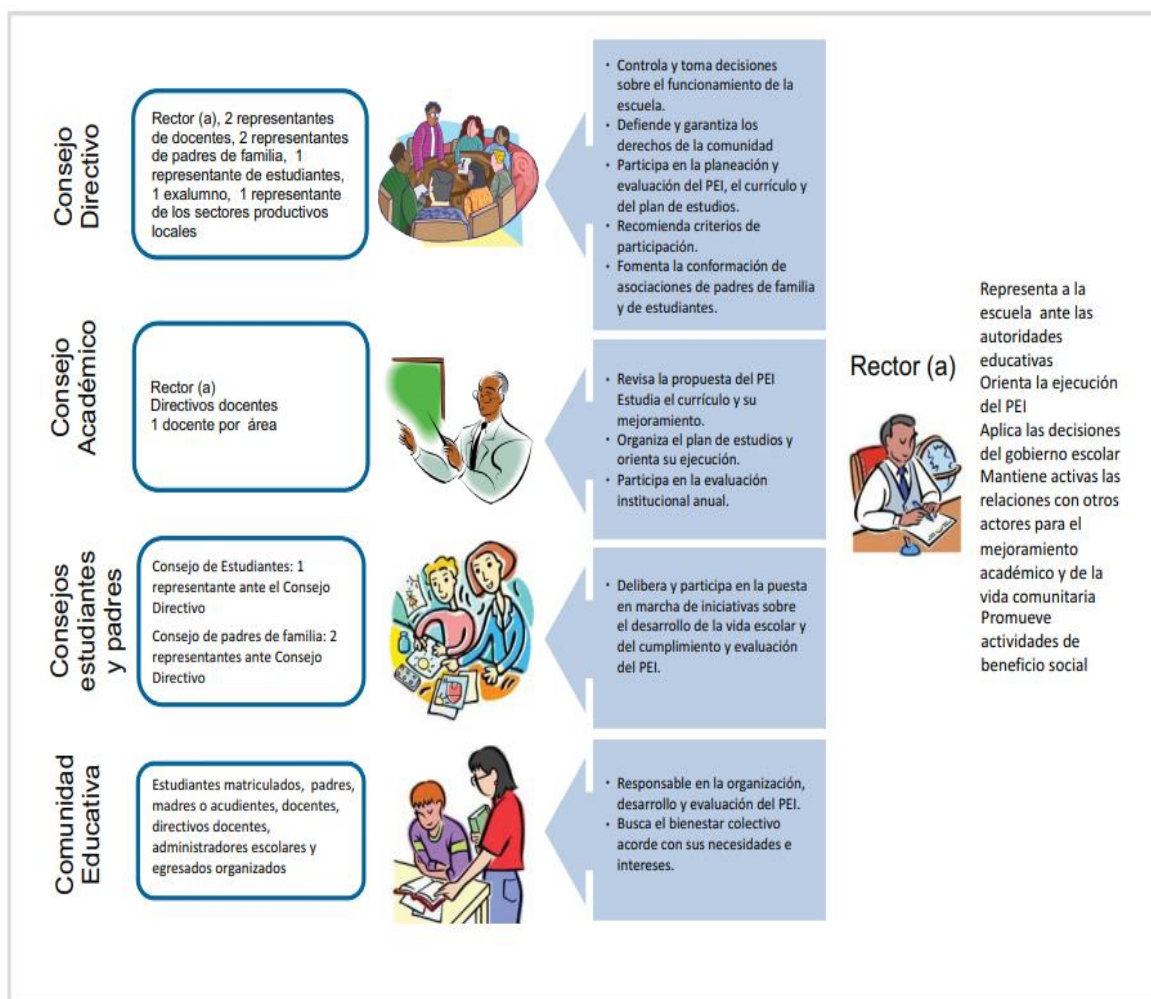 Consejo
Directivo
Rector (a), 2 representantes
de docentes, 2 representantes
de padres de familia, 1
representante de estudiantes,
1 exalumno, 1 representante
de los sectores productivos
locales
· Controla y toma decisiones
sobre el funcionamiento de la
escuela.
· Defiende y garantiza los
derechos de la comunidad
· Participa en la planeación y
evaluación del PEI, el currículo y
del plan de estudios.
· Recomienda criterios de
participación.
· Fomenta la conformación de
asociaciones de padres de familia
y de estudiantes.
Consejo
Académico
Rector (a)
Directivos docentes
1 docente por área
· Revisa la propuesta del PEI
Estudia el currículo y su
mejoramiento.
· Organiza el plan de estudios y
orienta su ejecución.
· Participa en la evaluación
institucional anual.
Consejos
estudiantes
y padres
Consejo de Estudiantes: 1
representante ante el Consejo
Directivo
Consejo de padres de familia: 2
representantes ante Consejo
Directivo
· Delibera y participa en la puesta
en marcha de iniciativas sobre
el desarrollo de la vida escolar y
del cumplimiento y evaluación
del PEI.
Comunidad
Educativa
Estudiantes matriculados, padres,
madres o acudientes, docentes,
directivos docentes,
administradores escolares y
egresados organizados
· Responsable en la organización,
desarrollo y evaluación del PEI.
· Busca el bienestar colectivo
acorde con sus necesidades e
intereses.
Rector (a)
Representa a la
escuela ante las
autoridades
educativas
Orienta la ejecución
del PEI
Aplica las decisiones
del gobierno escolar
Mantiene activas las
relaciones con otros
actores para el
mejoramiento
académico y de la
vida comunitaria
Promueve
actividades de
beneficio social